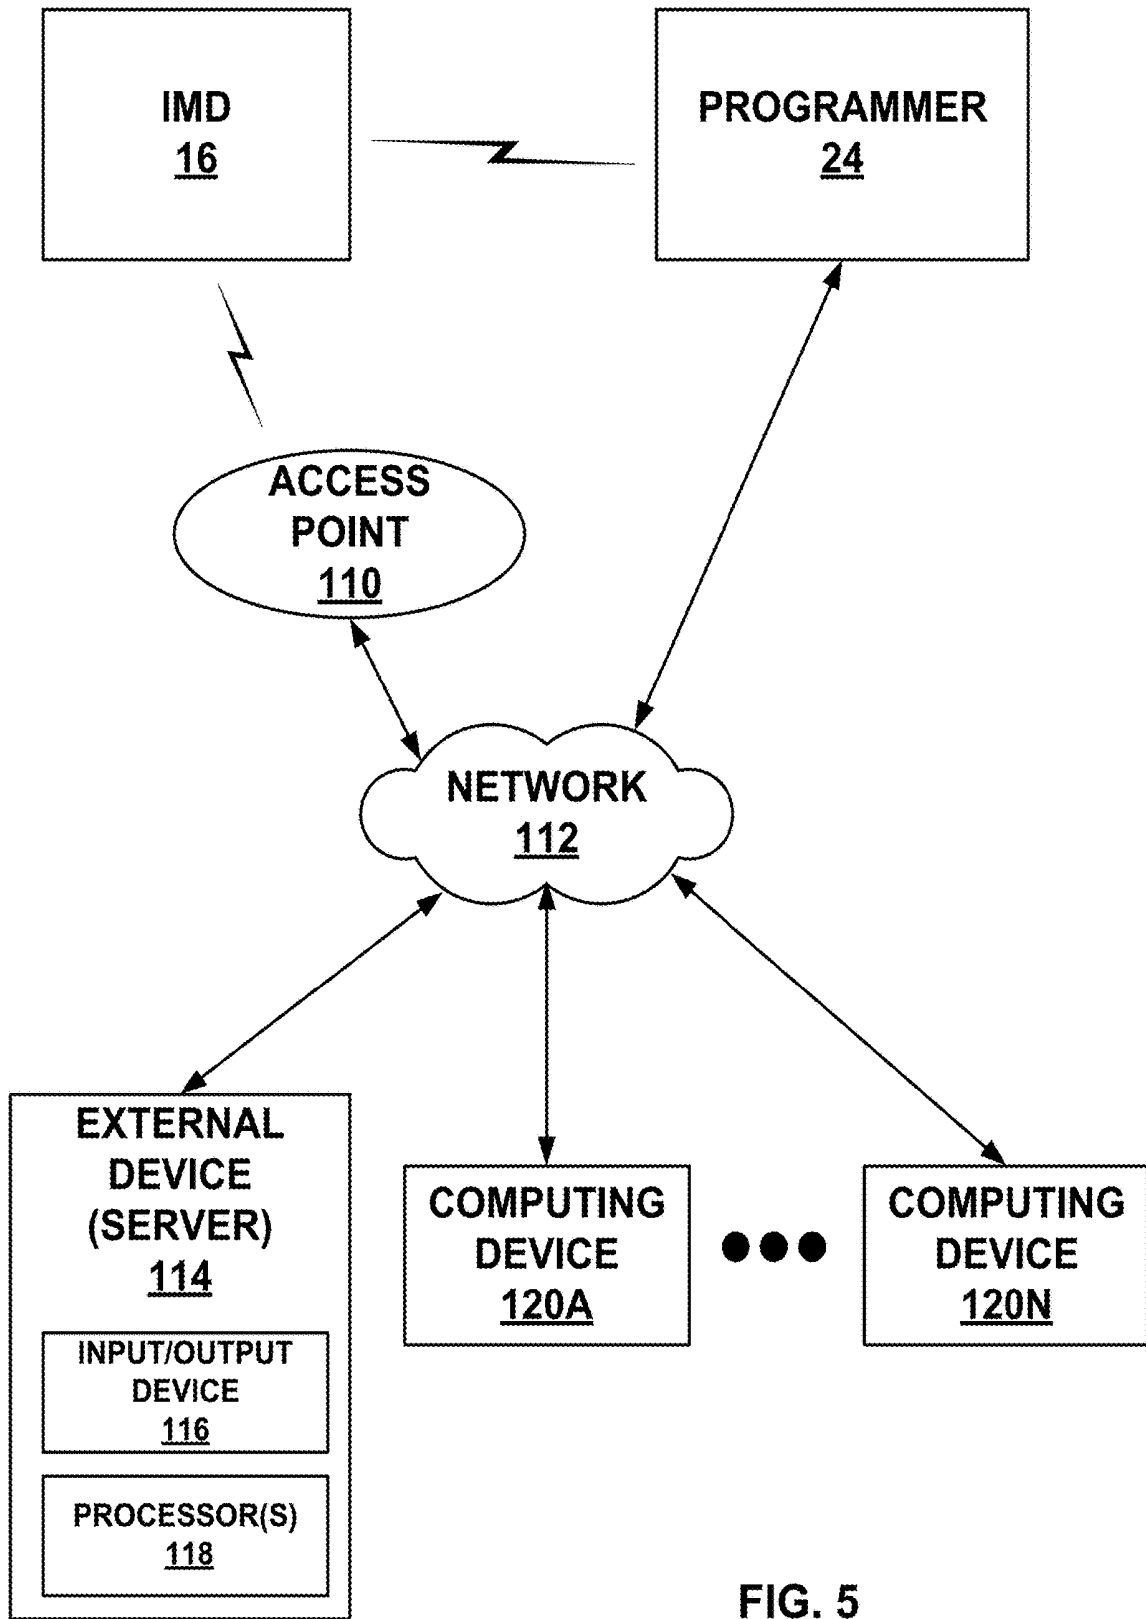 IMD
16
PROGRAMMER
24
ACCESS
POINT
110
NETWORK
112
EXTERNAL
DEVICE
(SERVER)
114
INPUT/OUTPUT
DEVICE
116
PROCESSOR(S)
118
COMPUTING
DEVICE
120A
COMPUTING
DEVICE
120N
FIG. 5